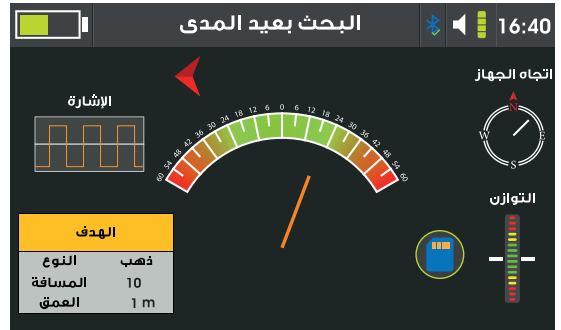 البحث بعيد المدى
16:40
اتجاه الجهاز
N
W E
S
الإشارة
60 54 48 42 36 30 24 18 12 6 0 6 12 18 24 30 36 42 48 54 60
التوازن
الهدف
النوع ذهب
المسافة 10
العمق 1 m